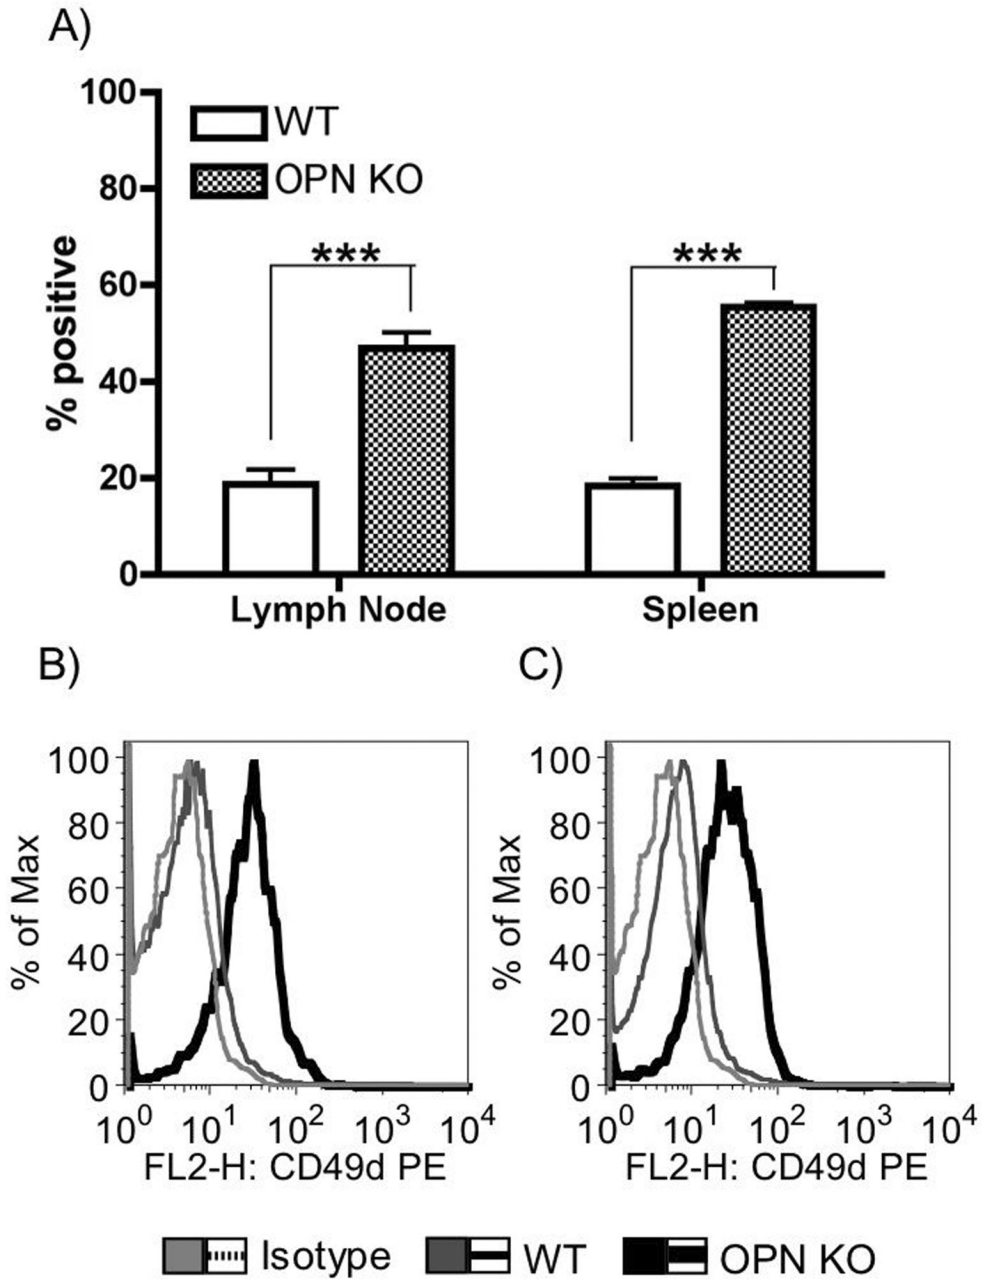 A)
100
80
60
40
20
0
% positive
WT
OPN KO
***
***
Lymph Node
Spleen
B)
100
80
60
40
20
0
% of Max
10^0 10^1 10^2 10^3 10^4
FL2-H: CD49d PE
C)
100
80
60
40
20
0
% of Max
10^0 10^1 10^2 10^3 10^4
FL2-H: CD49d PE
Isotype WT OPN KO